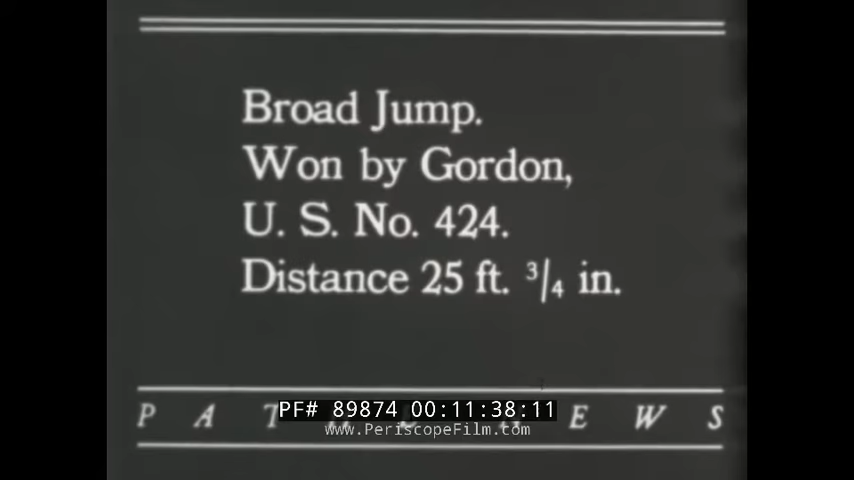 Broad Jump.
Won by Gordon,
U. S. No. 424.
Distance 25 ft. 3/4 in.
PF# 89874 00:11:38:11
www.PeriscopeFilm.com